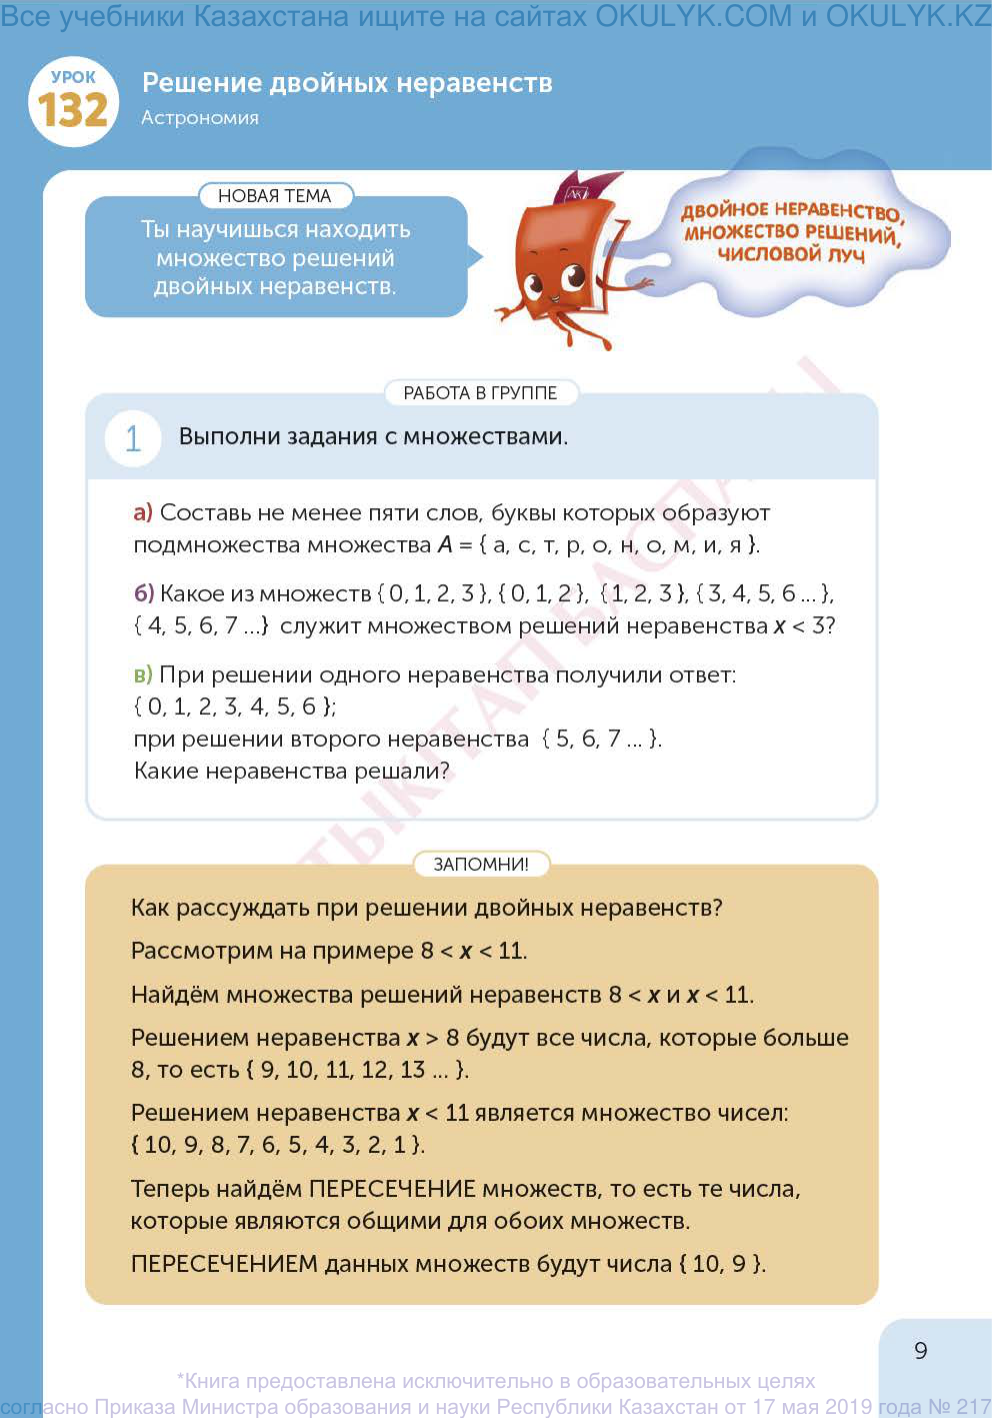 Все учебники Казахстана ищите на сайтах OKULYK.COM и OKULYK.KZ
УРОК
132
Решение двойных неравенств
Астрономия
НОВАЯ ТЕМА
Ты научишься находить
множество решений
двойных неравенств.
ДВОЙНОЕ НЕРАВЕНСТВО,
МНОЖЕСТВО РЕШЕНИЙ,
ЧИСЛОВОЙ ЛУЧ
РАБОТА В ГРУППЕ
1 Выполни задания с множествами.
а) Составь не менее пяти слов, буквы которых образуют
подмножества множества A = { а, с, т, р, о, н, о, м, и, я }.
б) Какое из множеств { 0, 1, 2, 3 }, { 0, 1, 2 }, { 1, 2, 3 }, { 3, 4, 5, 6 ... },
{ 4, 5, 6, 7 ...} служит множеством решений неравенства x < 3?
в) При решении одного неравенства получили ответ:
{ 0, 1, 2, 3, 4, 5, 6 };
при решении второго неравенства { 5, 6, 7 ... }.
Какие неравенства решали?
ЗАПОМНИ!
Как рассуждать при решении двойных неравенств?
Рассмотрим на примере 8 < x < 11.
Найдём множества решений неравенств 8 < x и x < 11.
Решением неравенства x > 8 будут все числа, которые больше
8, то есть { 9, 10, 11, 12, 13 ... }.
Решением неравенства x < 11 является множество чисел:
{ 10, 9, 8, 7, 6, 5, 4, 3, 2, 1 }.
Теперь найдём ПЕРЕСЕЧЕНИЕ множеств, то есть те числа,
которые являются общими для обоих множеств.
ПЕРЕСЕЧЕНИЕМ данных множеств будут числа { 10, 9 }.
9
*Книга предоставлена исключительно в образовательных целях
согласно Приказа Министра образования и науки Республики Казахстан от 17 мая 2019 года № 217